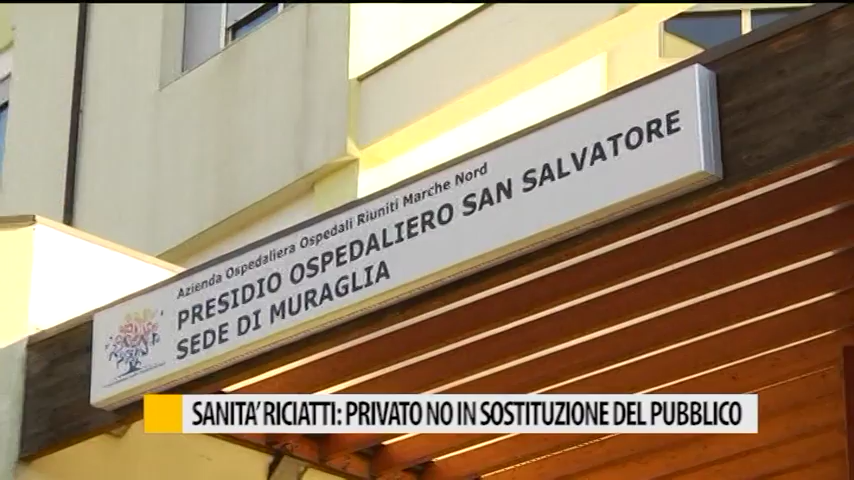 Azienda Ospedaliera Ospedali Riuniti Marche Nord
PRESIDIO OSPEDALIERO SAN SALVATORE
SEDE DI MURAGLIA
SANITA' RICIATTI: PRIVATO NO IN SOSTITUZIONE DEL PUBBLICO